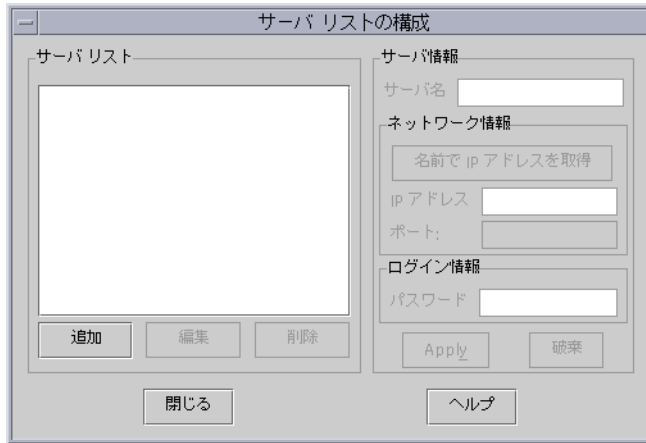 サーバ リストの構成
サーバ リスト
追加
編集
削除
サーバ情報
サーバ名
ネットワーク情報
名前で IP アドレスを取得
IP アドレス
ポート:
ログイン情報
パスワード
Apply
破棄
閉じる
ヘルプ